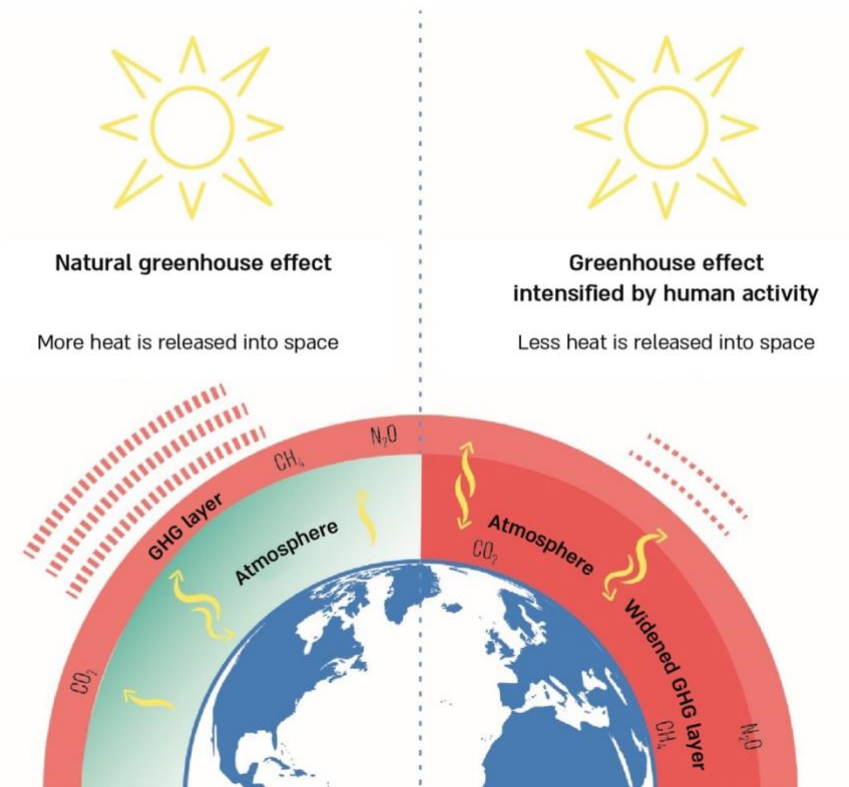 Natural greenhouse effect
More heat is released into space
Greenhouse effect
intensified by human activity
Less heat is released into space
N₂O
CH₄
GHG layer
Atmosphere
CO₂
Atmosphere
CO₂
Widened GHG layer
CH₄
N₂O